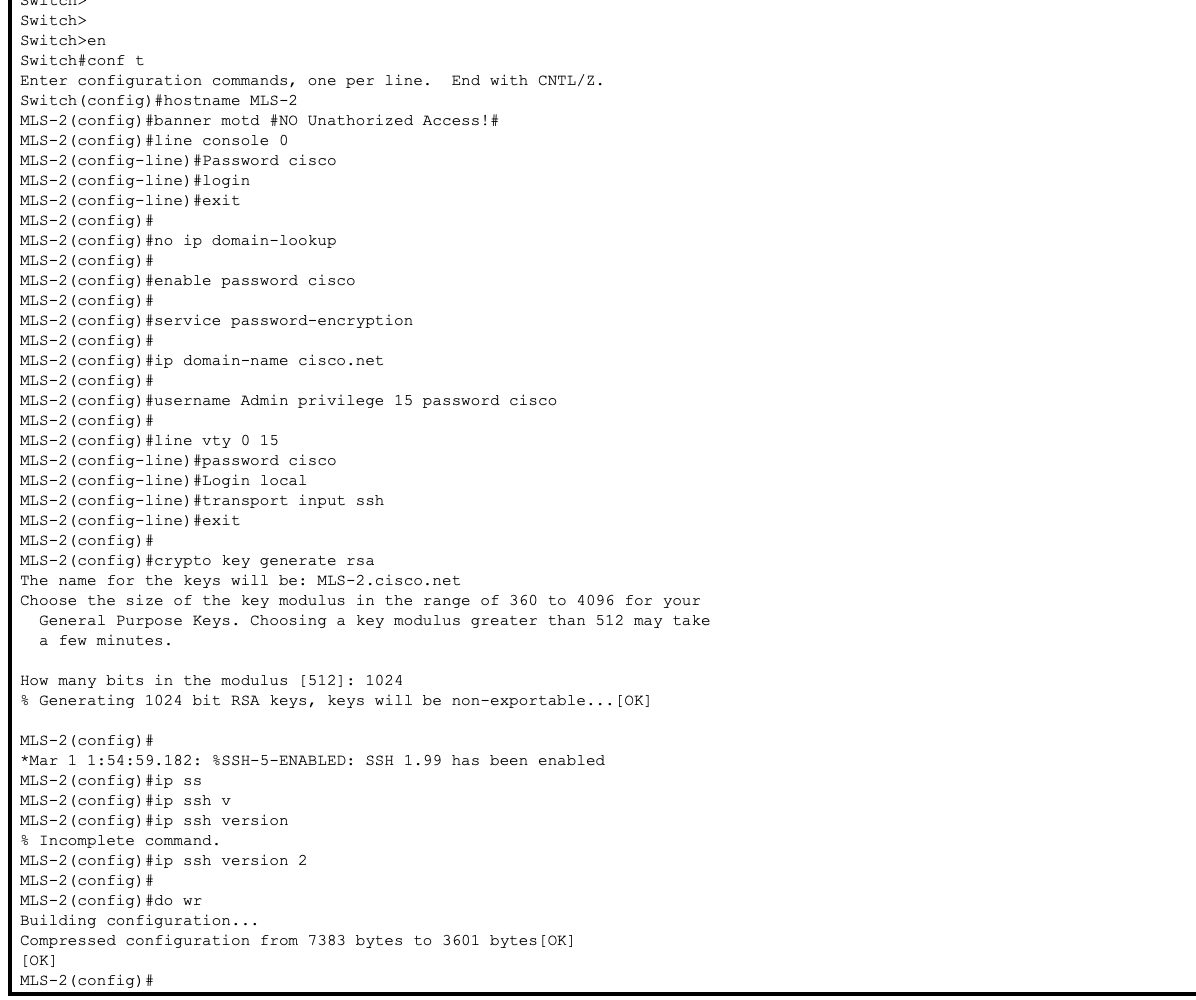 Switch>
Switch>
Switch>en
Switch#conf t
Enter configuration commands, one per line.  End with CNTL/Z.
Switch(config)#hostname MLS-2
MLS-2(config)#banner motd #NO Unathorized Access!#
MLS-2(config)#line console 0
MLS-2(config-line)#Password cisco
MLS-2(config-line)#login
MLS-2(config-line)#exit
MLS-2(config)#
MLS-2(config)#no ip domain-lookup
MLS-2(config)#
MLS-2(config)#enable password cisco
MLS-2(config)#
MLS-2(config)#service password-encryption
MLS-2(config)#
MLS-2(config)#ip domain-name cisco.net
MLS-2(config)#
MLS-2(config)#username Admin privilege 15 password cisco
MLS-2(config)#
MLS-2(config)#line vty 0 15
MLS-2(config-line)#password cisco
MLS-2(config-line)#Login local
MLS-2(config-line)#transport input ssh
MLS-2(config-line)#exit
MLS-2(config)#
MLS-2(config)#crypto key generate rsa
The name for the keys will be: MLS-2.cisco.net
Choose the size of the key modulus in the range of 360 to 4096 for your
  General Purpose Keys. Choosing a key modulus greater than 512 may take
  a few minutes.

How many bits in the modulus [512]: 1024
% Generating 1024 bit RSA keys, keys will be non-exportable...[OK]

MLS-2(config)#
*Mar 1 1:54:59.182: %SSH-5-ENABLED: SSH 1.99 has been enabled
MLS-2(config)#ip ss
MLS-2(config)#ip ssh v
MLS-2(config)#ip ssh version
% Incomplete command.
MLS-2(config)#ip ssh version 2
MLS-2(config)#
MLS-2(config)#do wr
Building configuration...
Compressed configuration from 7383 bytes to 3601 bytes[OK]
[OK]
MLS-2(config)#